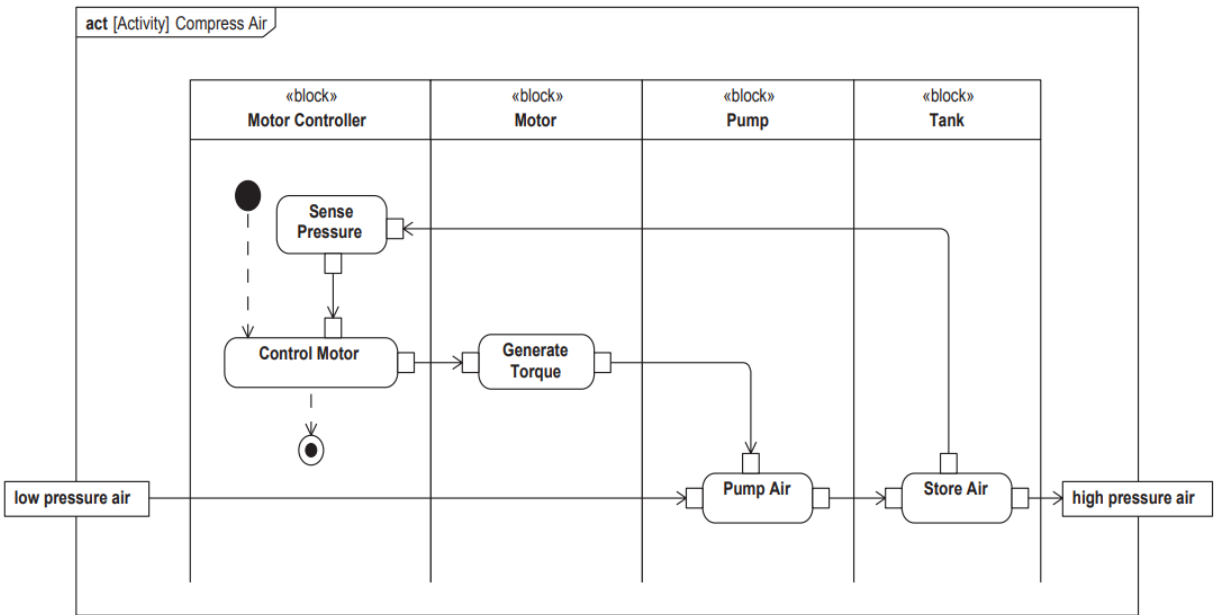 act [Activity] Compress Air
«block»
Motor Controller
«block»
Motor
«block»
Pump
«block»
Tank
Sense
Pressure
Control Motor
Generate
Torque
low pressure air
Pump Air
Store Air
high pressure air